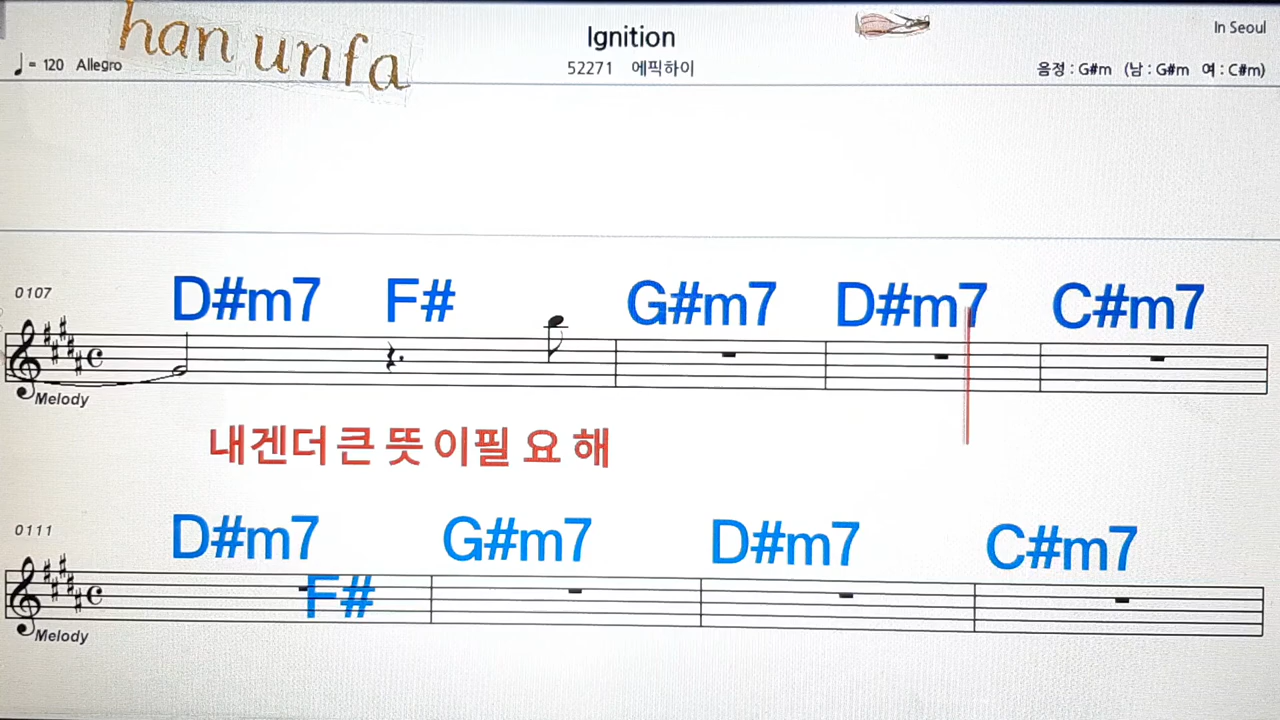 han unfa
Ignition
In Seoul
♩= 120 Allegro
52271 에픽하이
음정 : G#m (남 : G#m 여 : C#m)
0107
D#m7 F# G#m7 D#m7 C#m7
Melody
내겐더큰뜻이필요해
0111
D#m7 G#m7 D#m7 C#m7
F#
Melody